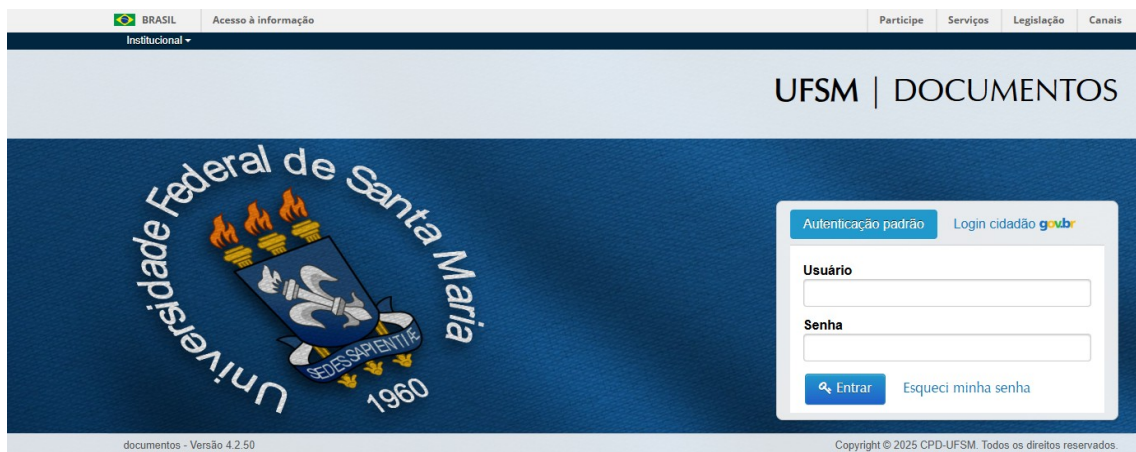 BRASIL Acesso à informação Participe Serviços Legislação Canais
Institucional
UFSM | DOCUMENTOS
Universidade Federal de Santa Maria
SEDES SAPIENTIÆ
1960
Autenticação padrão Login cidadão gov.br
Usuário
Senha
Entrar Esqueci minha senha
documentos - Versão 4.2.50 Copyright © 2025 CPD-UFSM. Todos os direitos reservados.